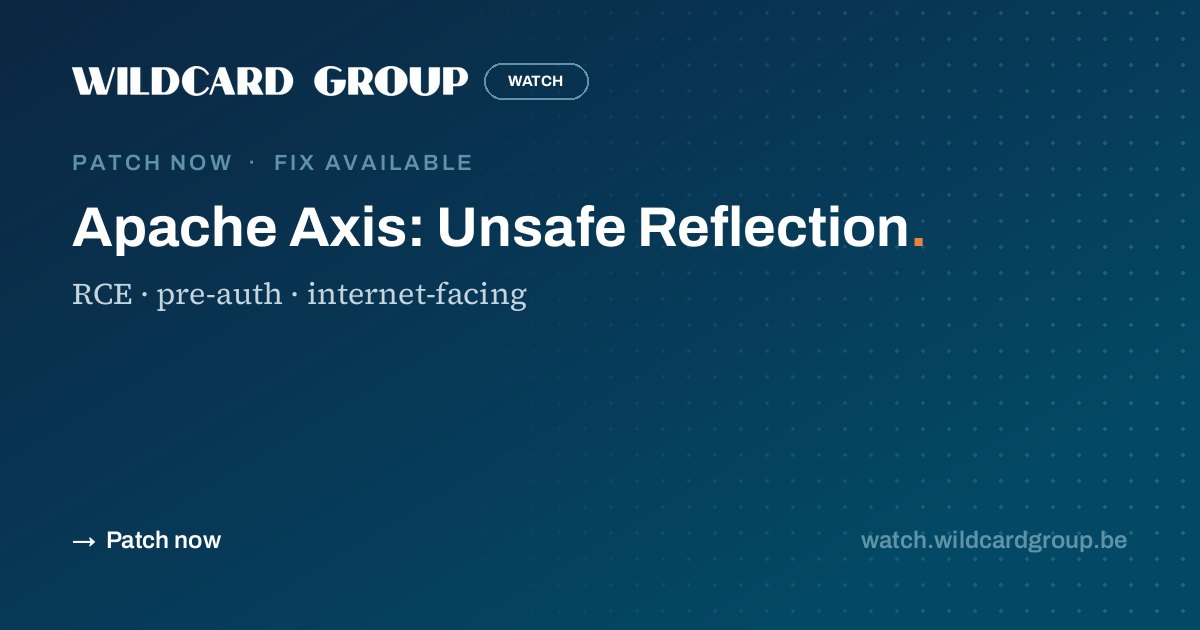 WILDCARD GROUP WATCH
PATCH NOW · FIX AVAILABLE
Apache Axis: Unsafe Reflection.
RCE · pre-auth · internet-facing
→ Patch now
watch.wildcardgroup.be